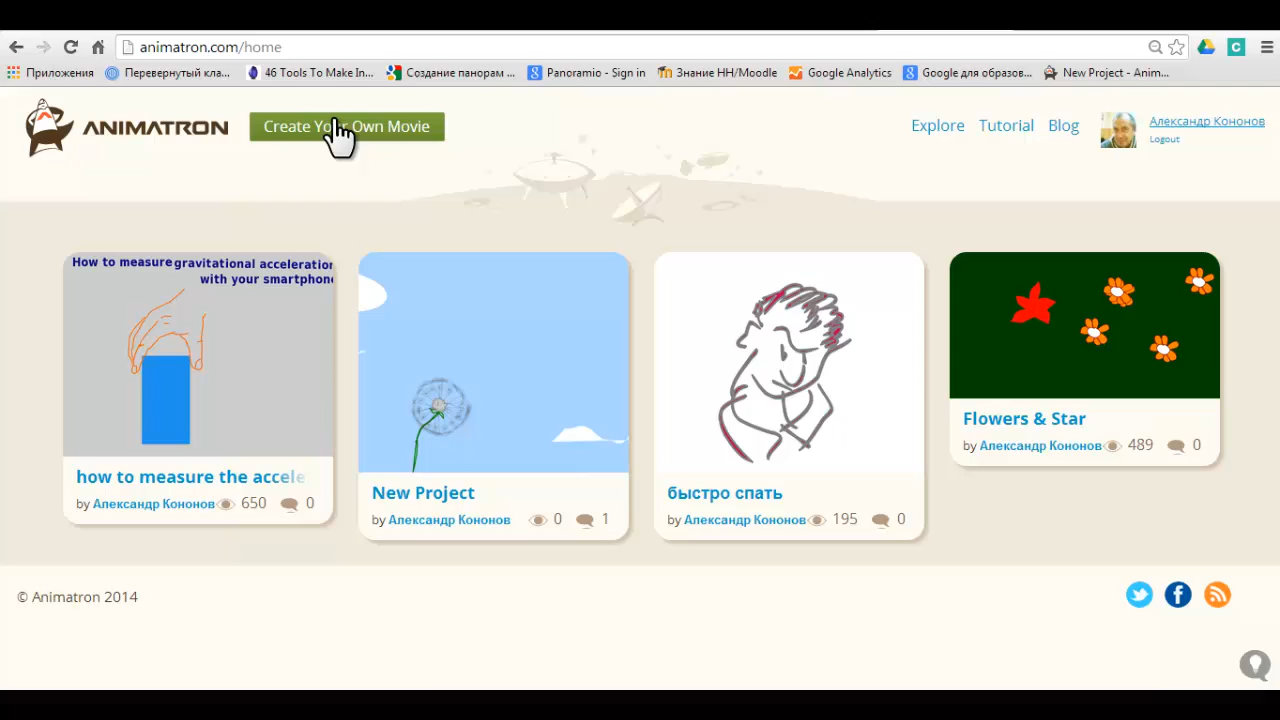 animatron.com/home
Приложения Перевернутый кла... 46 Tools To Make In... Создание панорам ... Panoramio - Sign in Знание НН/Moodle Google Analytics Google для образов... New Project - Anim...
ANIMATRON Create Your Own Movie Explore Tutorial Blog Александр Кононов
Logout
How to measure gravitational acceleration
with your smartphone
how to measure the accele
by Александр Кононов 650 0
New Project
by Александр Кононов 0 1
быстро спать
by Александр Кононов 195 0
Flowers & Star
by Александр Кононов 489 0
© Animatron 2014